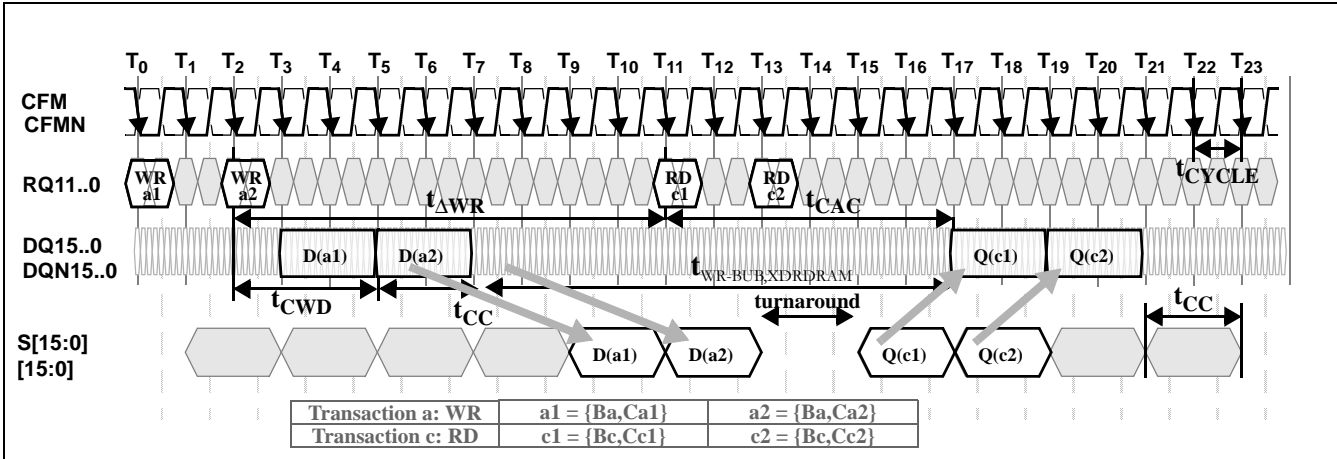 T0 T1 T2 T3 T4 T5 T6 T7 T8 T9 T10 T11 T12 T13 T14 T15 T16 T17 T18 T19 T20 T21 T22 T23
CFM
CFMN
RQ11..0
WR a1
WR a2
RD c1
RD c2
tCYCLE
tΔWR
tCAC
DQ15..0
DQN15..0
D(a1)
D(a2)
Q(c1)
Q(c2)
tWR-BUB,XDRDRAM
tCWD
tCC
turnaround
tCC
S[15:0]
[15:0]
D(a1)
D(a2)
Q(c1)
Q(c2)
Transaction a: WR a1 = {Ba,Ca1} a2 = {Ba,Ca2}
Transaction c: RD c1 = {Bc,Cc1} c2 = {Bc,Cc2}